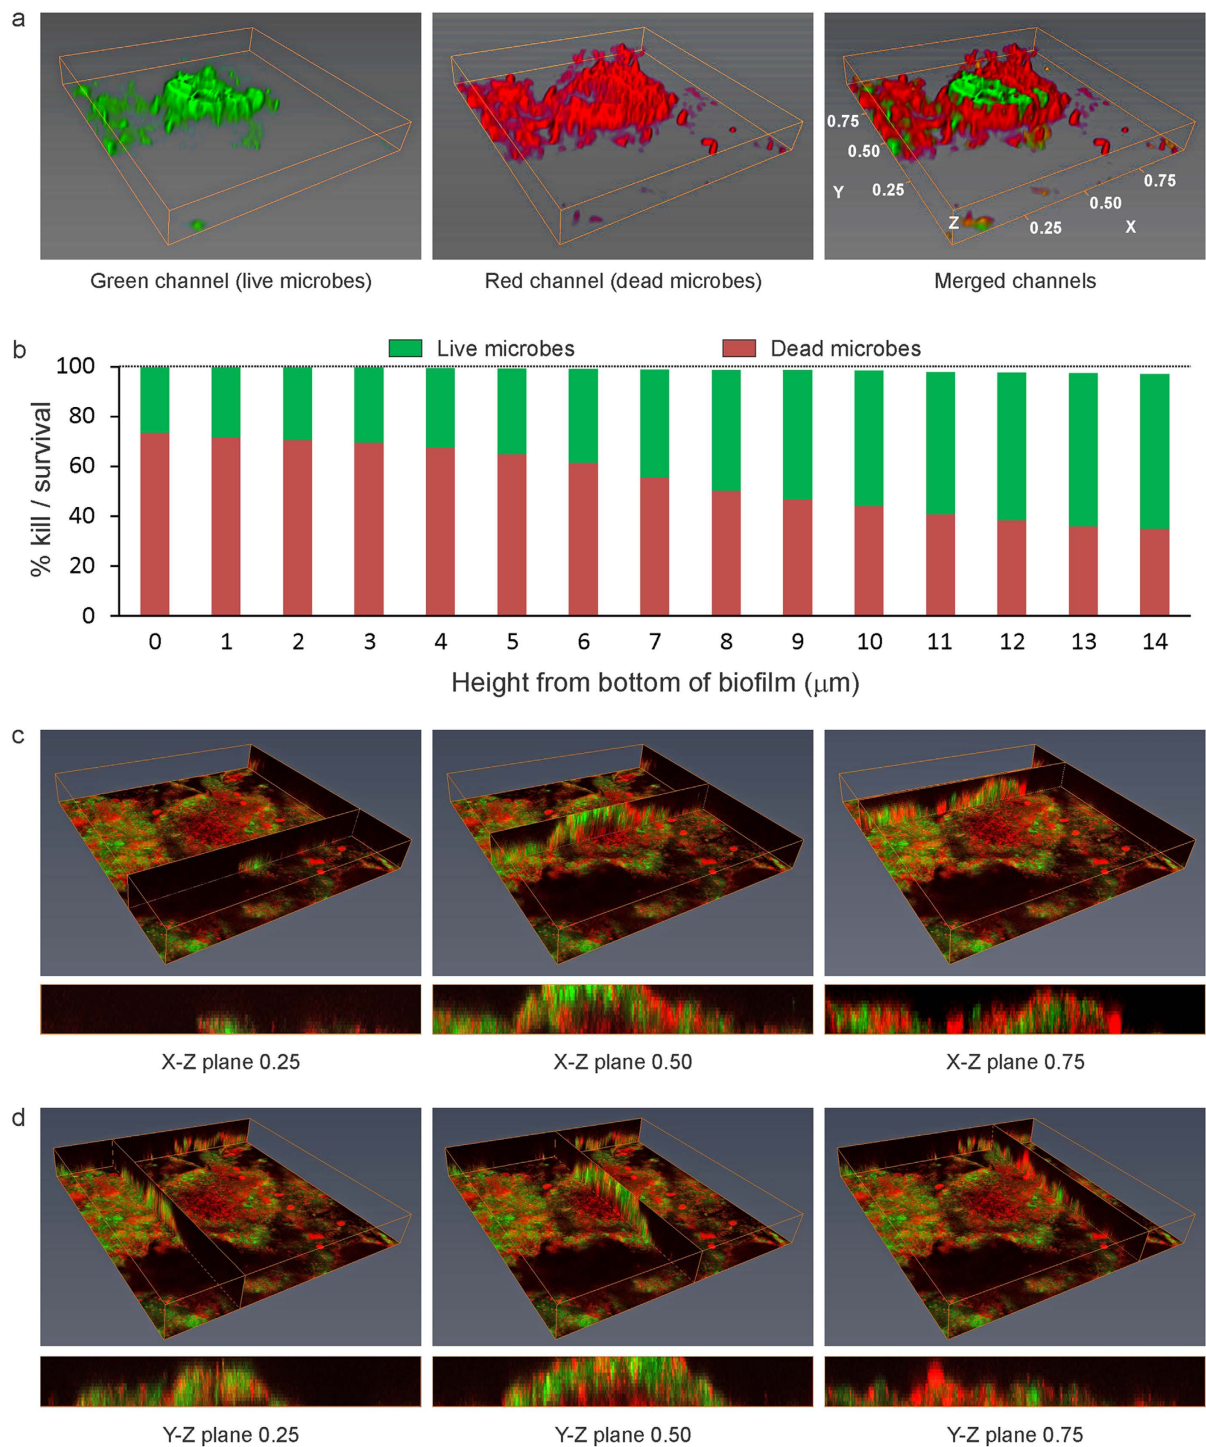 a
0.75
0.50
Y
0.25
Z
0.25
0.50
X
0.75
Green channel (live microbes)
Red channel (dead microbes)
Merged channels
b
Live microbes
Dead microbes
% kill / survival
100
80
60
40
20
0
0 1 2 3 4 5 6 7 8 9 10 11 12 13 14
Height from bottom of biofilm (μm)
c
X-Z plane 0.25
X-Z plane 0.50
X-Z plane 0.75
d
Y-Z plane 0.25
Y-Z plane 0.50
Y-Z plane 0.75